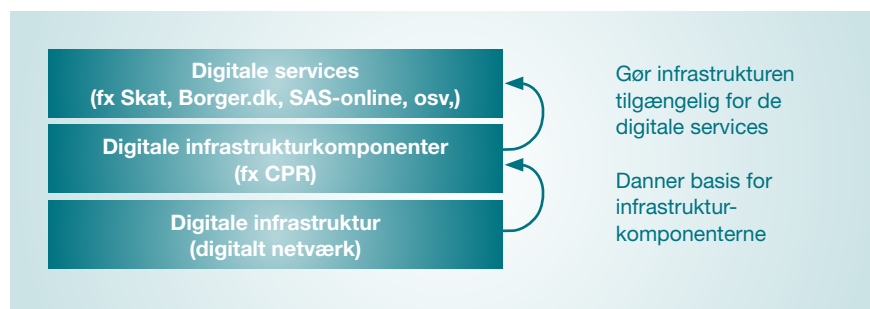 Digitale services
(fx Skat, Borger.dk, SAS-online, osv,)
Digitale infrastrukturkomponenter
(fx CPR)
Digitale infrastruktur
(digitalt netværk)
Gør infrastrukturen
tilgængelig for de
digitale services
Danner basis for
infrastruktur-
komponenterne